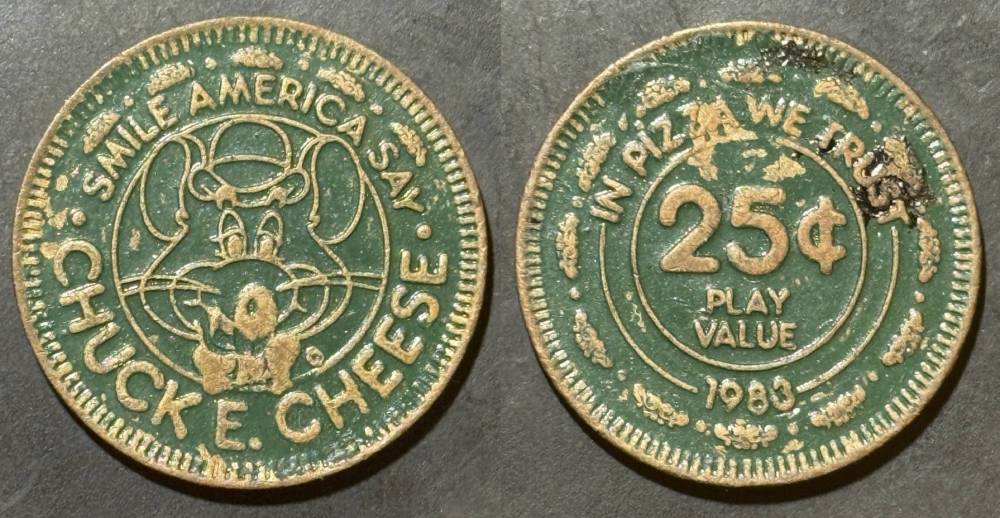 SMILE AMERICA SAY
• CHUCK E. CHEESE •
IN PIZZA WE TRUST
25¢
PLAY
VALUE
1983